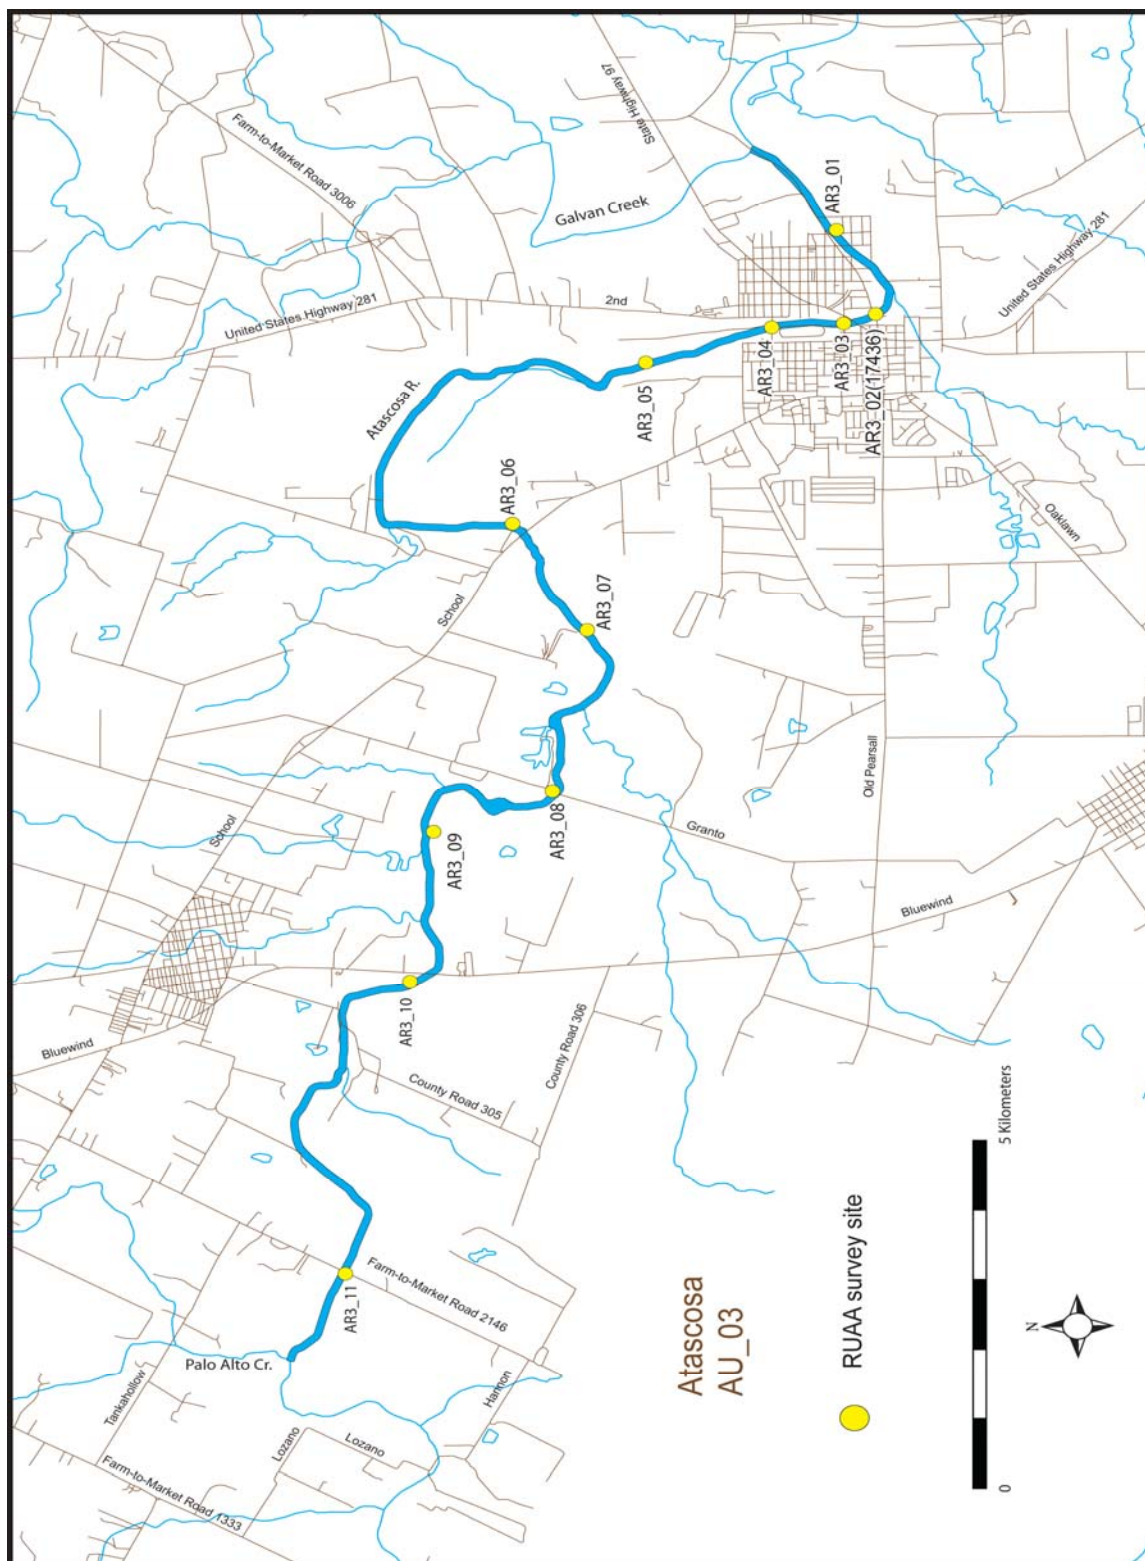 State Highway 97
Farm-to-Market Road 3006
Galvan Creek
AR3_01
United States Highway 281
2nd
United States Highway 281
Atascosa R.
AR3_05
AR3_04
AR3_03
AR3_02(17436)
AR3_06
Oaklawn
School
AR3_07
School
AR3_08
AR3_09
Granto
Old Pearsall
Bluewind
AR3_10
Bluewind
County Road 306
County Road 305
AR3_11
Farm-to-Market Road 2146
Palo Alto Cr.
Tankahollow
Hannon
Lozano
Lozano
Farm-to-Market Road 1333
Atascosa
AU_03
RUAA survey site
0
5 Kilometers
N